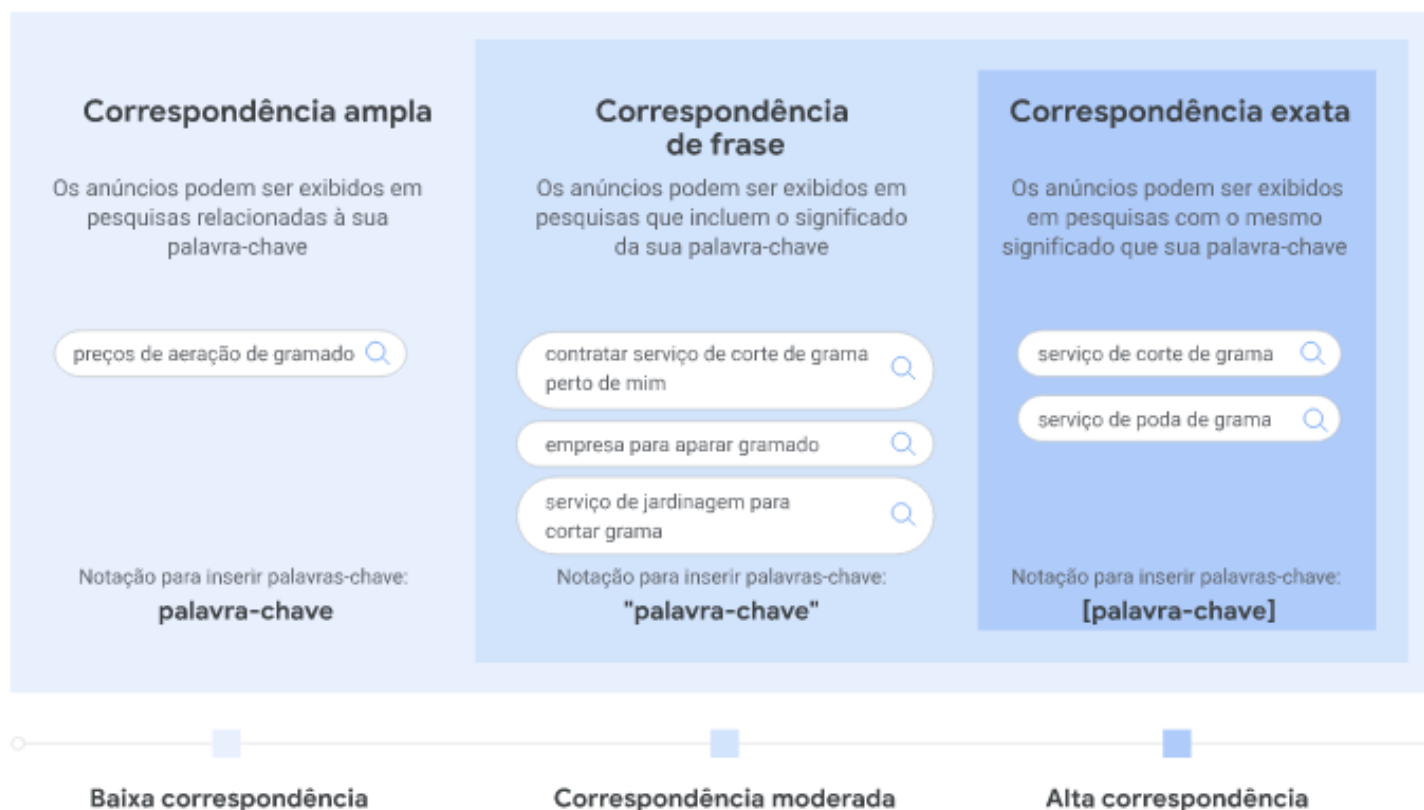 Correspondência ampla
Os anúncios podem ser exibidos em
pesquisas relacionadas à sua
palavra-chave
preços de aeração de gramado
Notação para inserir palavras-chave:
palavra-chave
Correspondência
de frase
Os anúncios podem ser exibidos em
pesquisas que incluem o significado
da sua palavra-chave
contratar serviço de corte de grama
perto de mim
empresa para aparar gramado
serviço de jardinagem para
cortar grama
Notação para inserir palavras-chave:
"palavra-chave"
Correspondência exata
Os anúncios podem ser exibidos
em pesquisas com o mesmo
significado que sua palavra-chave
serviço de corte de grama
serviço de poda de grama
Notação para inserir palavras-chave:
[palavra-chave]
Baixa correspondência
Correspondência moderada
Alta correspondência